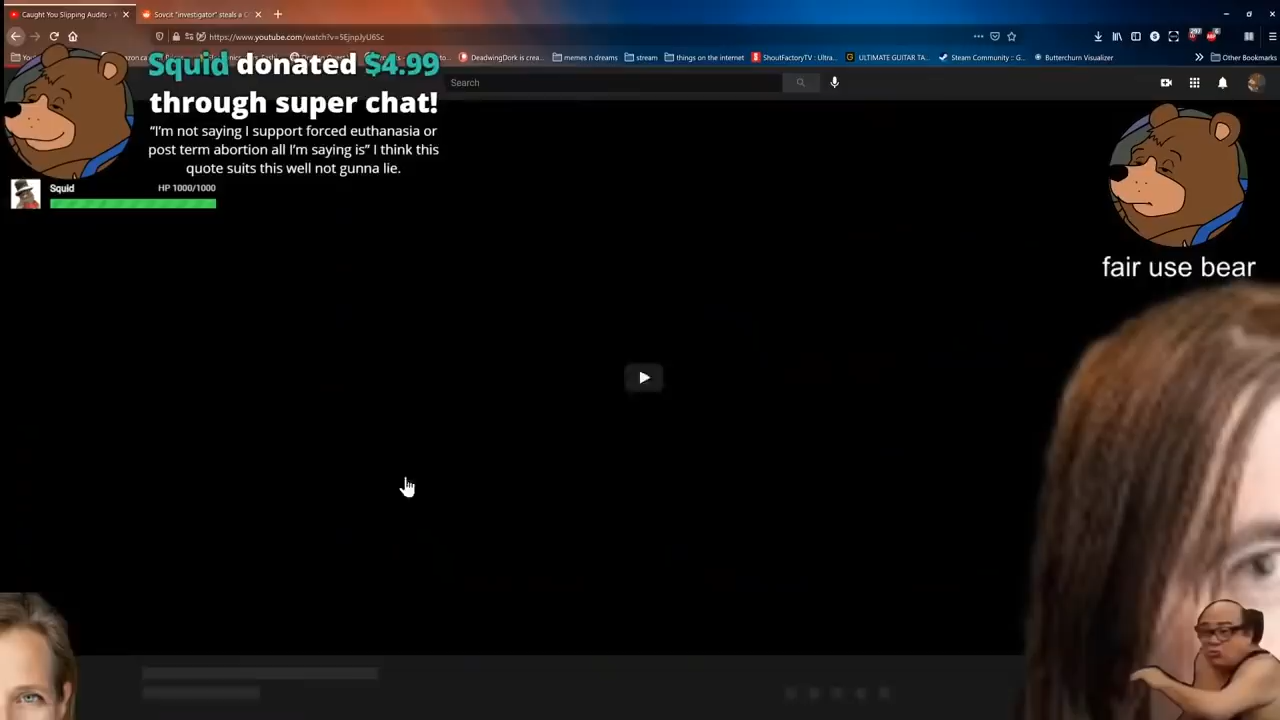 Caught You Slipping Audits - Y
Sovcit "investigator" steals a C
https://www.youtube.com/watch?v=5EjnpJyU6Sc
DeadwingDork is crea...
memes n dreams
stream
things on the internet
ShoutFactoryTV : Ultra...
ULTIMATE GUITAR TA...
Steam Community :: G...
Butterchurn Visualizer
Other Bookmarks
Squid donated $4.99
through super chat!
"I'm not saying I support forced euthanasia or
post term abortion all I'm saying is" I think this
quote suits this well not gunna lie.
Squid HP 1000/1000
Search
fair use bear